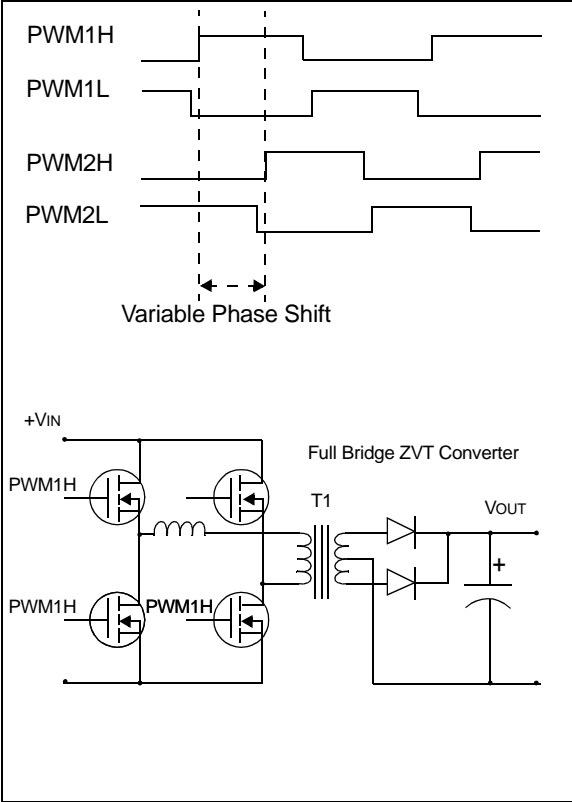 PWM1H
PWM1L
PWM2H
PWM2L
Variable Phase Shift
+VIN
Full Bridge ZVT Converter
PWM1H
T1
VOUT
+
PWM1H
PWM1H